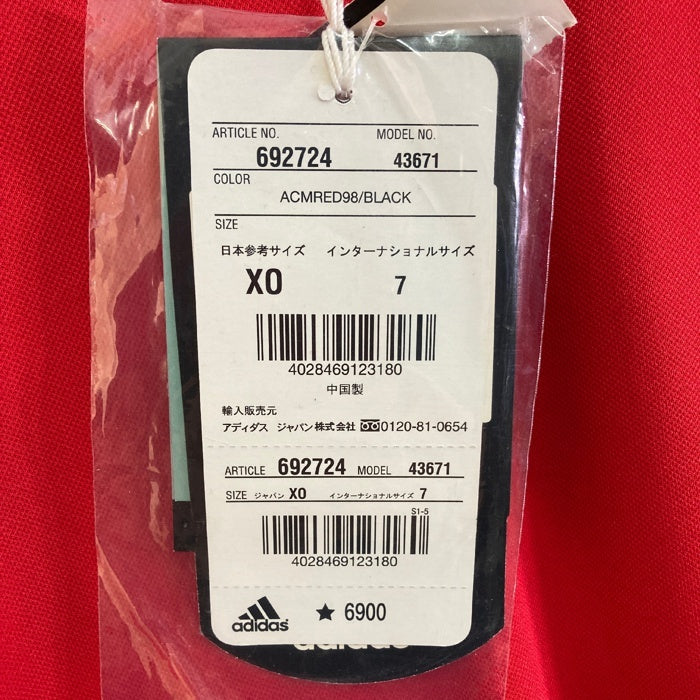 ARTICLE NO. MODEL NO.
692724 43671
COLOR
ACMRED98/BLACK
SIZE
日本参考サイズ インターナショナルサイズ
XO 7
4028469123180
中国製
輸入販売元
アディダス ジャパン株式会社 0120-81-0654
ARTICLE 692724 MODEL 43671
SIZE ジャパン XO インターナショナルサイズ 7
S1-5
4028469123180
adidas ★ 6900
adidas